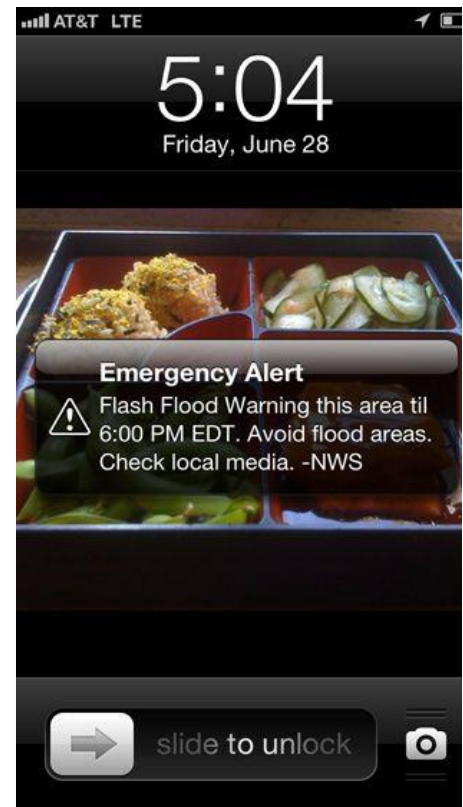 AT&T LTE
5:04
Friday, June 28
Emergency Alert
Flash Flood Warning this area til
6:00 PM EDT. Avoid flood areas.
Check local media. -NWS
slide to unlock